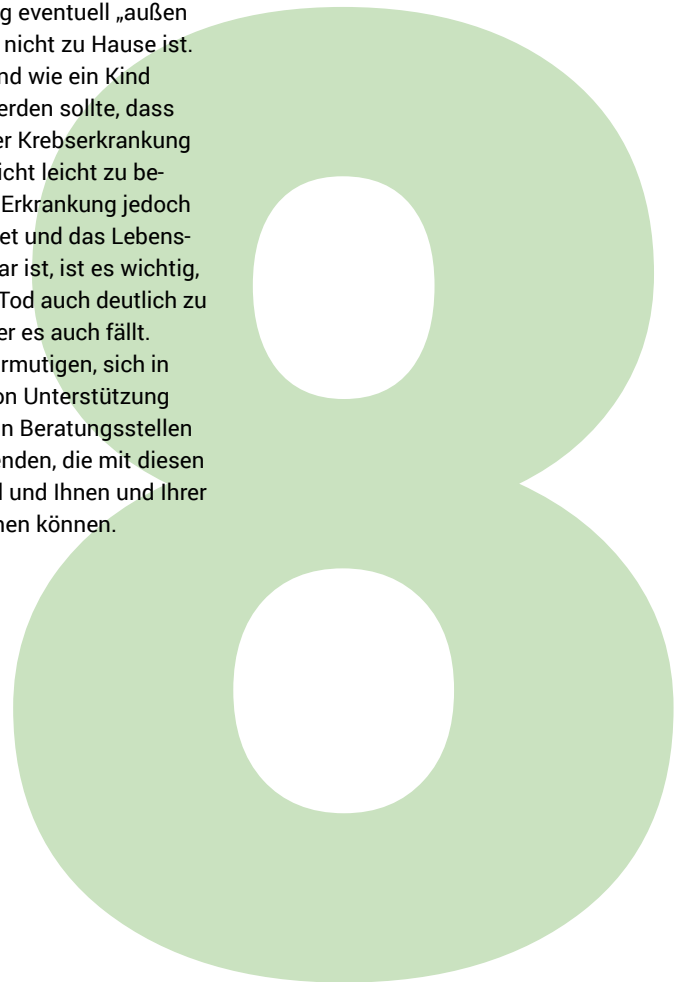 g eventuell „außen
nicht zu Hause ist.
nd wie ein Kind
erden sollte, dass
er Krebserkrankung
icht leicht zu be-
Erkrankung jedoch
et und das Lebens-
ar ist, ist es wichtig,
Tod auch deutlich zu
er es auch fällt.
rmutigen, sich in
on Unterstützung
n Beratungsstellen
enden, die mit diesen
l und Ihnen und Ihrer
nen können.
8